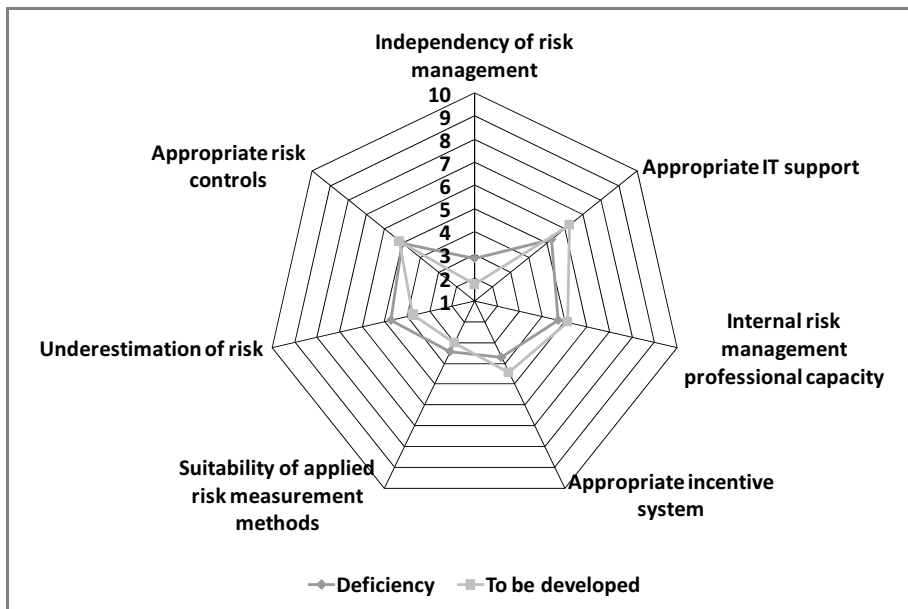 Independency of risk
management
10
9
8
7
6
5
4
3
2
1
Appropriate risk
controls
Appropriate IT support
Underestimation of risk
Internal risk
management
professional capacity
Suitability of applied
risk measurement
methods
Appropriate incentive
system
Deficiency
To be developed